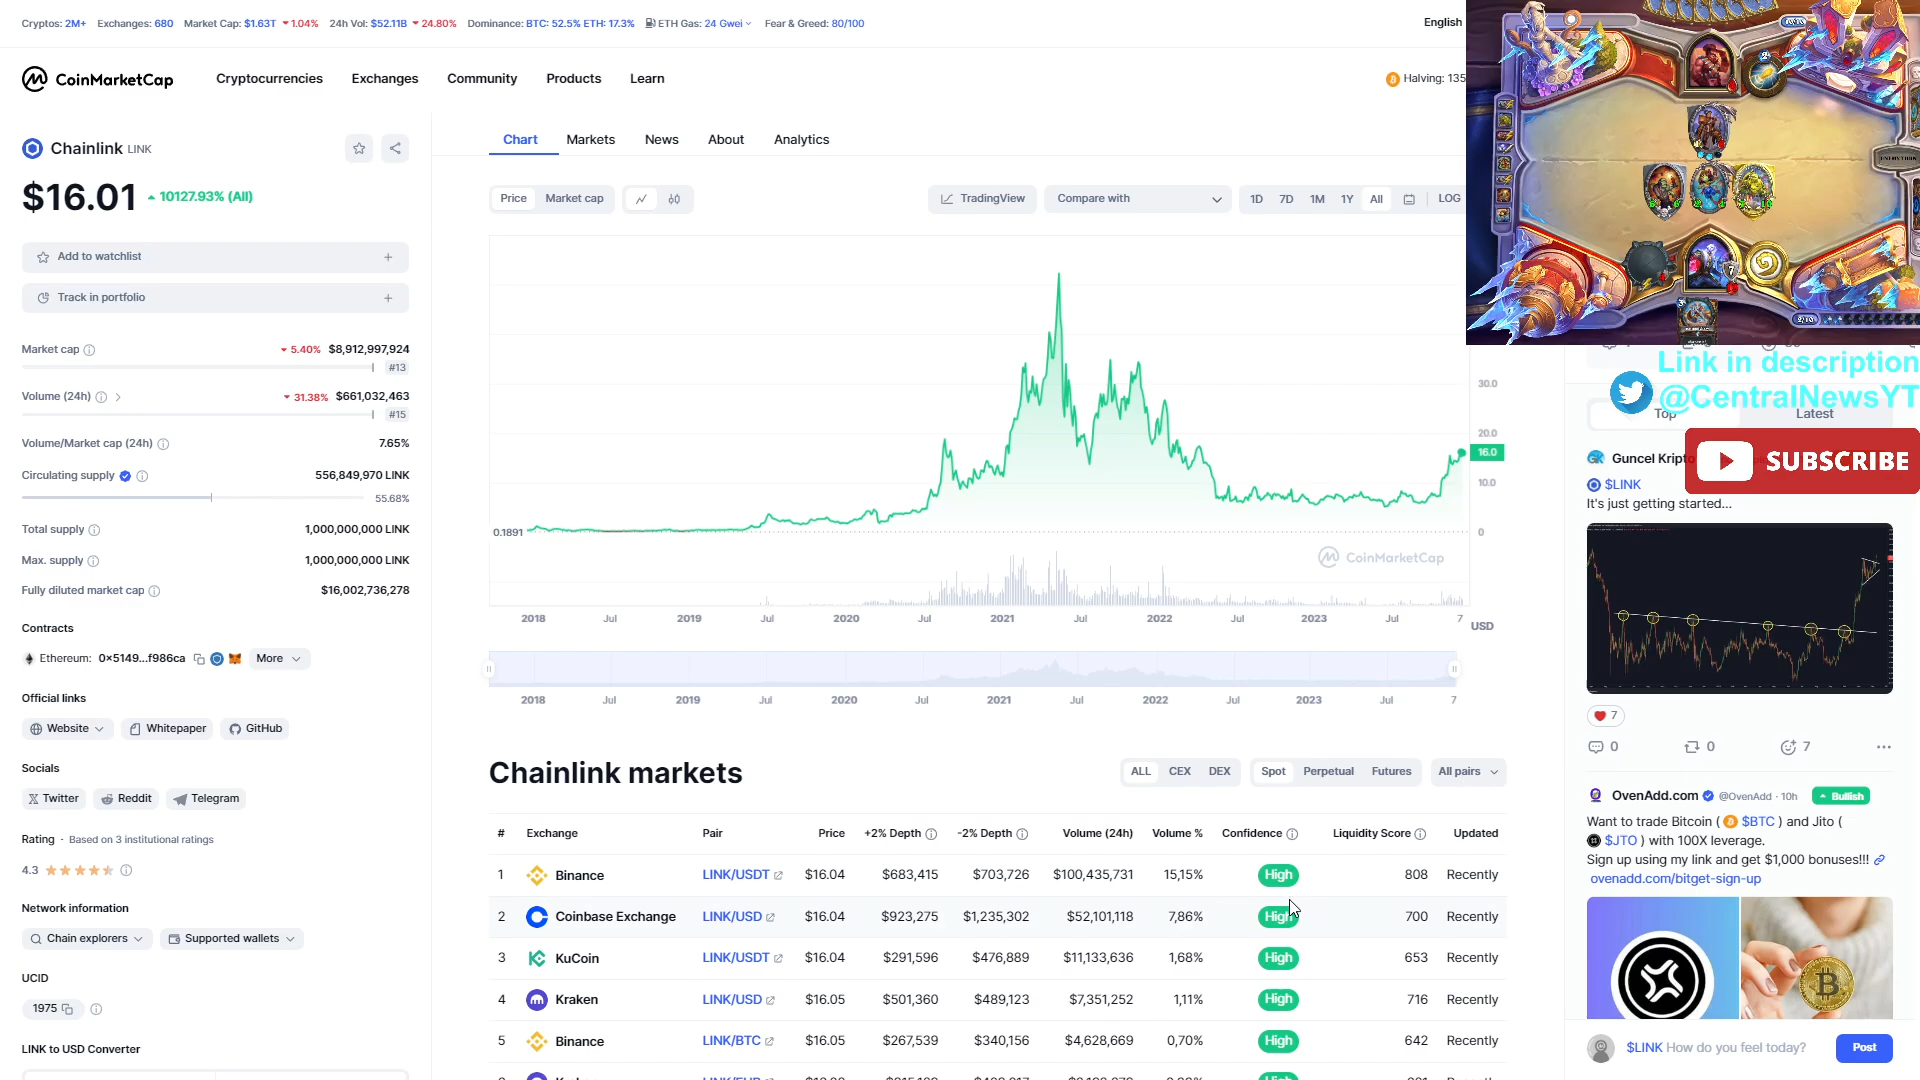 Cryptos: 2M+ Exchanges: 680 Market Cap: $1.63T 1.04% 24h Vol: $52.11B 24.80% Dominance: BTC: 52.5% ETH: 17.3% ETH Gas: 24 Gwei Fear & Greed: 80/100
English
CoinMarketCap
Cryptocurrencies Exchanges Community Products Learn
Halving: 135
Chainlink LINK
$16.01 10127.93% (All)
Add to watchlist +
Track in portfolio +
Market cap 5.40% $8,912,997,924
#13
Volume (24h) 31.38% $661,032,463
#15
Volume/Market cap (24h) 7.65%
Circulating supply 556,849,970 LINK
55.68%
Total supply 1,000,000,000 LINK
Max. supply 1,000,000,000 LINK
Fully diluted market cap $16,002,736,278
Contracts
Ethereum: 0x5149...f986ca More
Official links
Website Whitepaper GitHub
Socials
Twitter Reddit Telegram
Rating · Based on 3 institutional ratings
4.3
Network information
Chain explorers Supported wallets
UCID
1975
LINK to USD Converter
Chart Markets News About Analytics
Price Market cap
TradingView Compare with 1D 7D 1M 1Y All LOG
30.0
20.0
16.0
10.0
0.1891
0
CoinMarketCap
2018 Jul 2019 Jul 2020 Jul 2021 Jul 2022 Jul 2023 Jul 7
USD
2018 Jul 2019 Jul 2020 Jul 2021 Jul 2022 Jul 2023 Jul 7
Chainlink markets
ALL CEX DEX Spot Perpetual Futures All pairs
# Exchange Pair Price +2% Depth -2% Depth Volume (24h) Volume % Confidence Liquidity Score Updated
1 Binance LINK/USDT $16.04 $683,415 $703,726 $100,435,731 15,15% High 808 Recently
2 Coinbase Exchange LINK/USD $16.04 $923,275 $1,235,302 $52,101,118 7,86% High 700 Recently
3 KuCoin LINK/USDT $16.04 $291,596 $476,889 $11,133,636 1,68% High 653 Recently
4 Kraken LINK/USD $16.05 $501,360 $489,123 $7,351,252 1,11% High 716 Recently
5 Binance LINK/BTC $16.05 $267,539 $340,156 $4,628,669 0,70% High 642 Recently
Link in description
@CentralNewsYT
Top Latest
SUBSCRIBE
Guncel Kripto
$LINK
It's just getting started...
7
0 0 7
OvenAdd.com @OvenAdd · 10h Bullish
Want to trade Bitcoin ( $BTC ) and Jito (
$JTO ) with 100X leverage.
Sign up using my link and get $1,000 bonuses!!!
ovenadd.com/bitget-sign-up
$LINK How do you feel today? Post